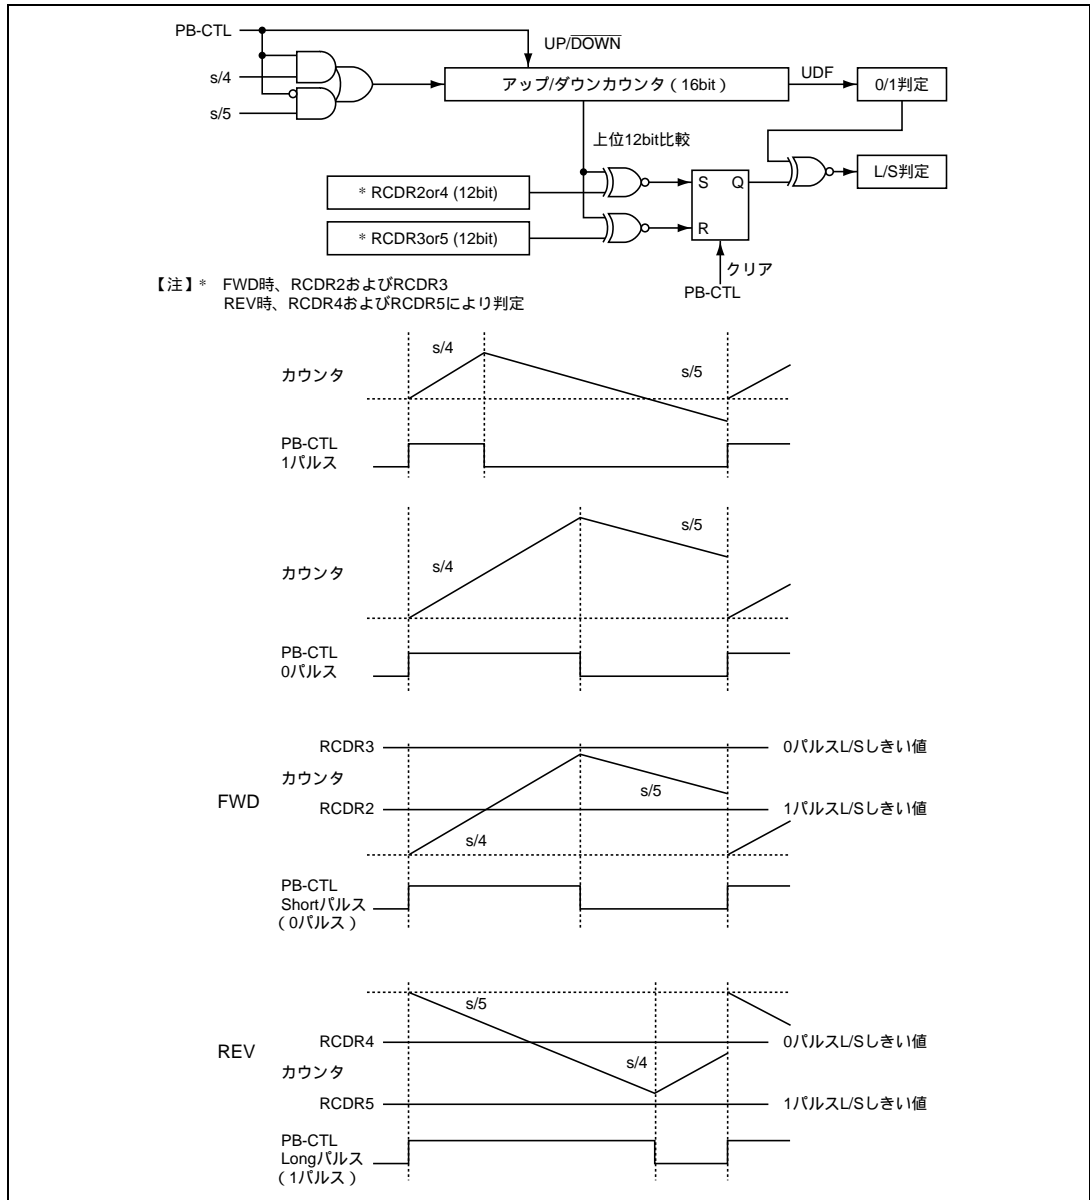 PB-CTL
UP/DOWN
s/4
アップ/ダウンカウンタ ( 16bit )
UDF
0/1判定
s/5
上位12bit比較
* RCDR2or4 (12bit)
S Q
L/S判定
* RCDR3or5 (12bit)
R
クリア
PB-CTL
【注】* FWD時、RCDR2およびRCDR3
REV時、RCDR4およびRCDR5により判定
s/4
s/5
カウンタ
PB-CTL
1パルス
s/5
s/4
カウンタ
PB-CTL
0パルス
RCDR3
0パルスL/Sしきい値
カウンタ
s/5
FWD
RCDR2
1パルスL/Sしきい値
s/4
PB-CTL
Shortパルス
( 0パルス )
s/5
REV
RCDR4
0パルスL/Sしきい値
s/4
カウンタ
RCDR5
1パルスL/Sしきい値
PB-CTL
Longパルス
( 1パルス )